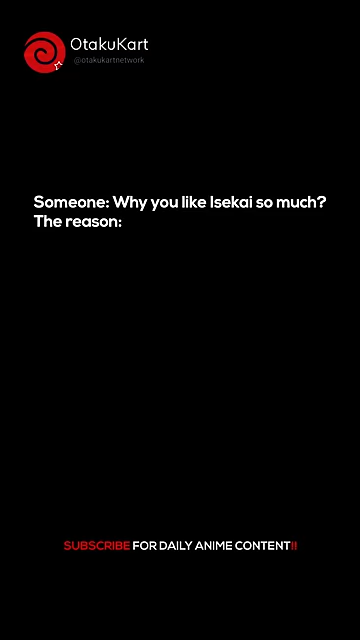 OtakuKart
@otakukartnetwork
Someone: Why you like Isekai so much?
The reason:
SUBSCRIBE FOR DAILY ANIME CONTENT!!